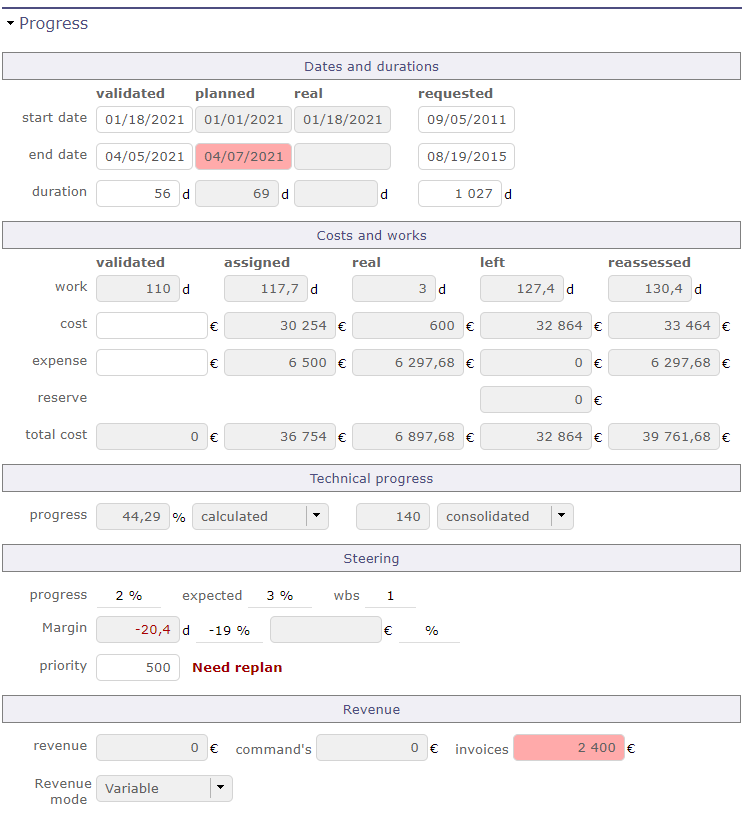 Progress
Dates and durations
validated planned real requested
start date 01/18/2021 01/01/2021 01/18/2021 09/05/2011
end date 04/05/2021 04/07/2021 08/19/2015
duration 56 d 69 d d 1 027 d
Costs and works
validated assigned real left reassessed
work 110 d 117,7 d 3 d 127,4 d 130,4 d
cost € 30 254 € 600 € 32 864 € 33 464 €
expense € 6 500 € 6 297,68 € 0 € 6 297,68 €
reserve 0 €
total cost 0 € 36 754 € 6 897,68 € 32 864 € 39 761,68 €
Technical progress
progress 44,29 % calculated 140 consolidated
Steering
progress 2 % expected 3 % wbs 1
Margin -20,4 d -19 % € %
priority 500 Need replan
Revenue
revenue 0 € command's 0 € invoices 2 400 €
Revenue
mode Variable